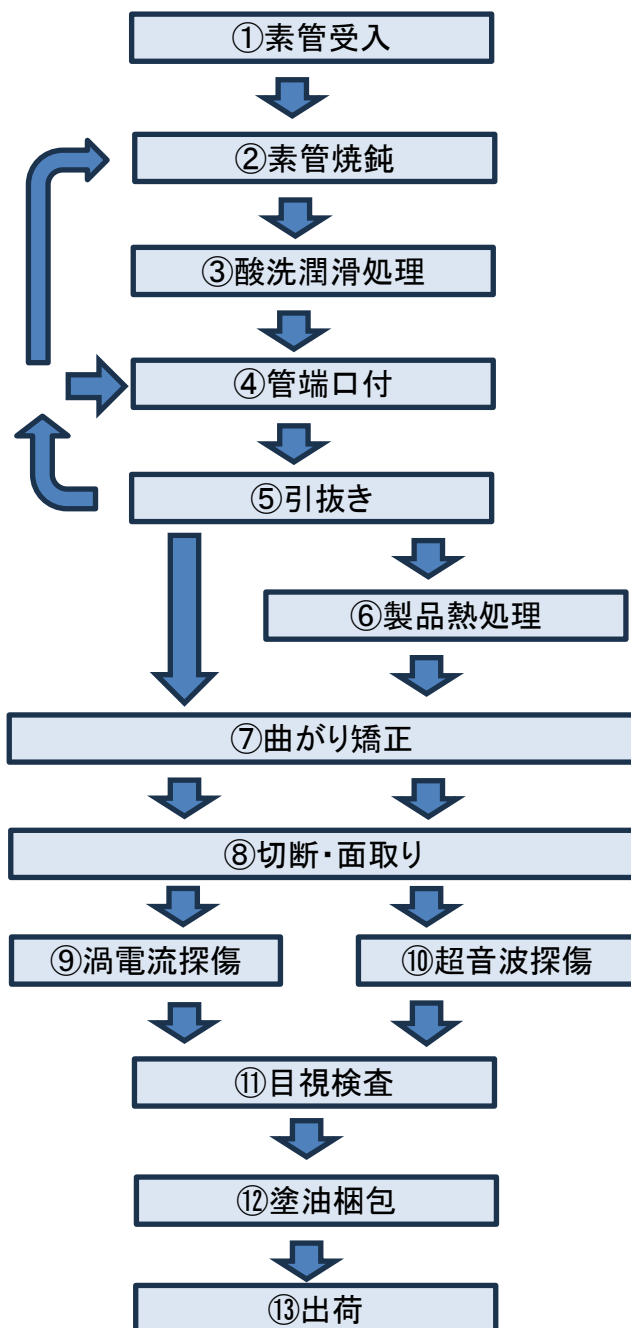 ①素管受入
②素管焼鈍
③酸洗潤滑処理
④管端口付
⑤引抜き
⑥製品熱処理
⑦曲がり矯正
⑧切断・面取り
⑨渦電流探傷
⑩超音波探傷
⑪目視検査
⑫塗油梱包
⑬出荷